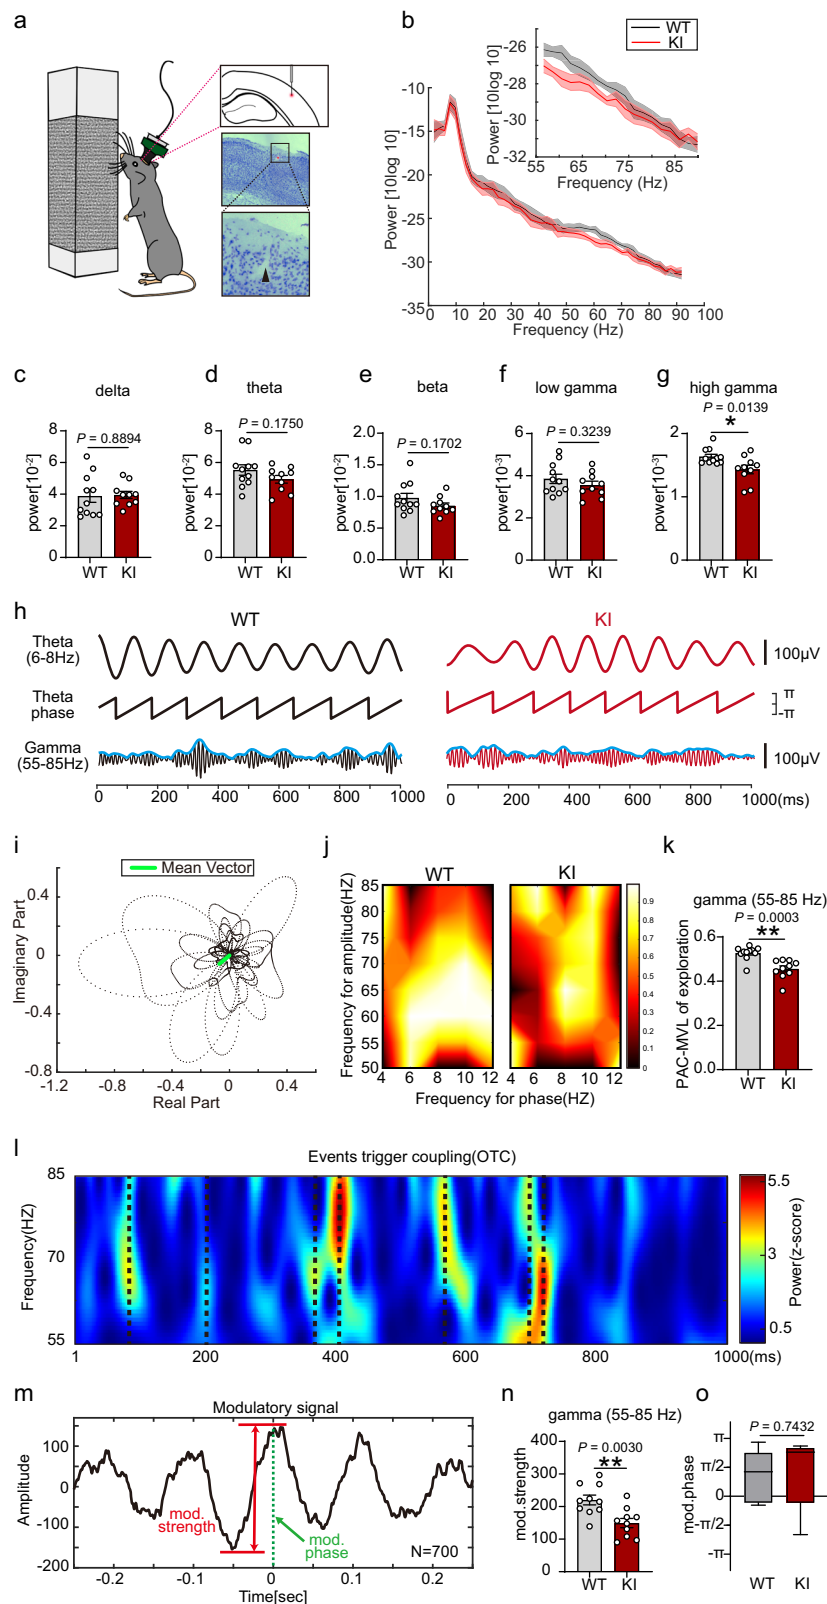 a
b
WT
KI
Power [10log 10]
-26
-28
-30
-32
55
65
75
85
Frequency (Hz)
Power [10log 10]
-10
-15
-20
-25
-30
-35
0 10 20 30 40 50 60 70 80 90 100
Frequency (Hz)
c
delta
P = 0.8894
power[10-2]
8
6
4
2
0
WT KI
d
theta
P = 0.1750
power[10-2]
8
6
4
2
0
WT KI
e
beta
P = 0.1702
power[10-2]
2.0
1.5
1.0
0.5
0.0
WT KI
f
low gamma
P = 0.3239
power[10-3]
6
4
2
0
WT KI
g
high gamma
P = 0.0139
*
power[10-3]
2
1
0
WT KI
h
WT
KI
Theta
(6-8Hz)
100μV
Theta
phase
π
-π
Gamma
(55-85Hz)
100μV
0 200 400 600 800 1000
0 200 400 600 800 1000(ms)
i
Mean Vector
Imaginary Part
0.4
0
-0.4
-0.8
-1.2 -0.8 -0.4 0 0.4
Real Part
j
WT
KI
Frequency for amplitude(HZ)
85
80
75
70
65
60
55
50
4 6 8 10 12
4 6 8 10 12
Frequency for phase(HZ)
0.9
0.8
0.7
0.6
0.5
0.4
0.3
0.2
0.1
0
k
gamma (55-85 Hz)
P = 0.0003
**
PAC-MVL of exploration
0.6
0.4
0.2
0.0
WT KI
l
Events trigger coupling(OTC)
Frequency(HZ)
85
70
55
1 200 400 600 800 1000(ms)
5.5
3
0.5
Power(z-score)
m
Modulatory signal
Amplitude
100
0
-100
-200
mod.
strength
mod.
phase
N=700
-0.2 -0.1 0 0.1 0.2
Time[sec]
n
gamma (55-85 Hz)
P = 0.0030
**
mod.strength
400
300
200
100
0
WT KI
o
P = 0.7432
mod.phase
π
π/2
0
-π/2
-π
WT KI